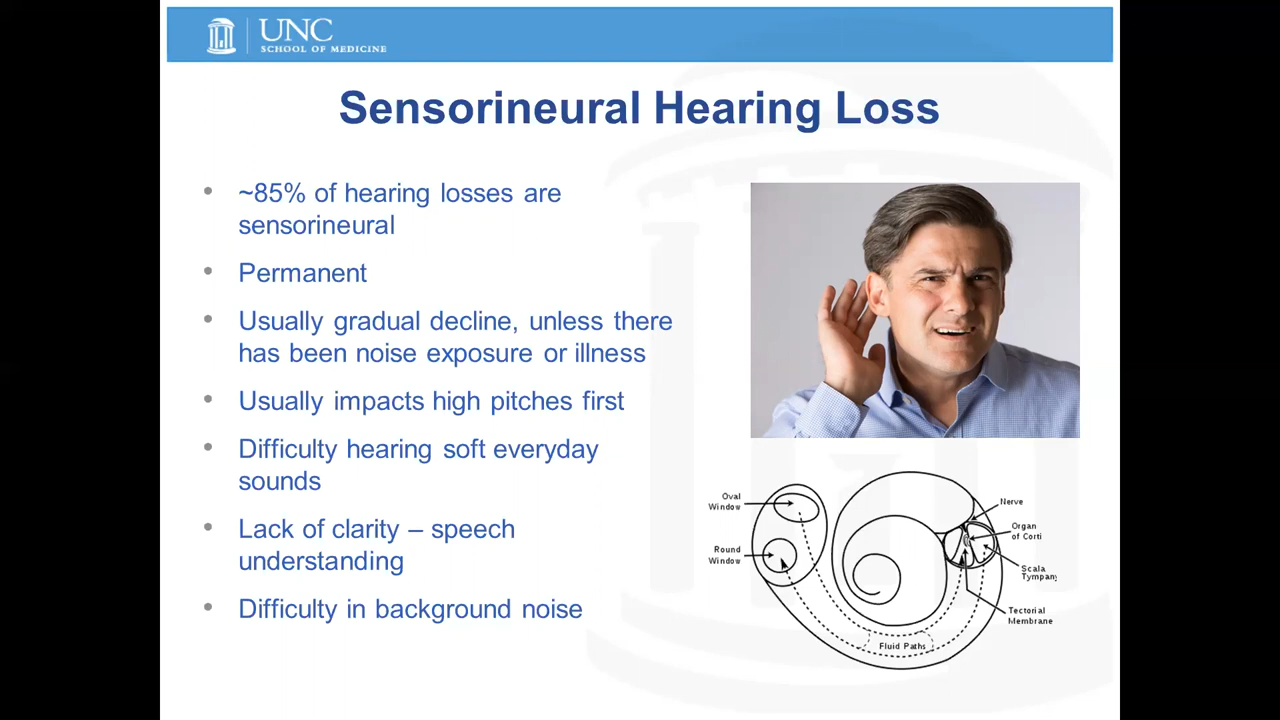 UNC
SCHOOL OF MEDICINE
Sensorineural Hearing Loss
• ~85% of hearing losses are
sensorineural
• Permanent
• Usually gradual decline, unless there
has been noise exposure or illness
• Usually impacts high pitches first
• Difficulty hearing soft everyday
sounds
• Lack of clarity – speech
understanding
• Difficulty in background noise
Oval
Window
Round
Window
Nerve
Organ
of Corti
Scala
Tympany
Tectorial
Membrane
Fluid Paths